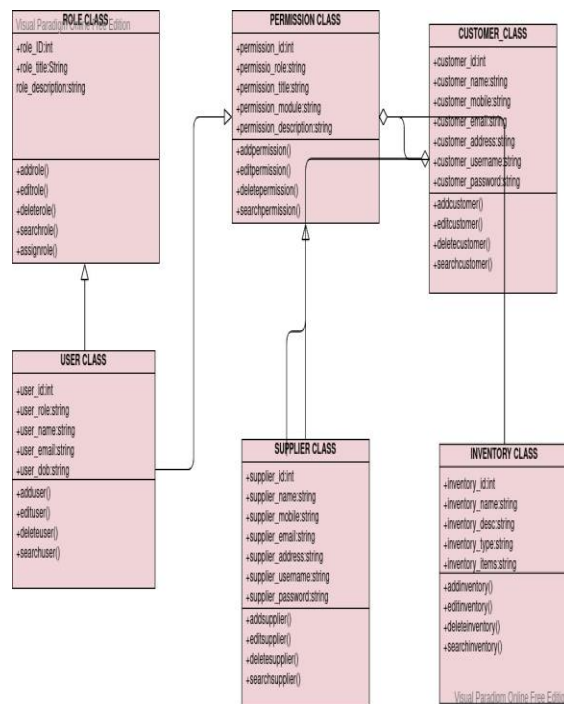 Visual Paradigm Online Free Edition
ROLE CLASS
+role_ID:int
+role_title:String
role_description:string
+addrole()
+editrole()
+deleterole()
+searchrole()
+assignrole()
PERMISSION CLASS
+permission_id:int
+permissio_role:string
+permission_title:string
+permission_module:string
+permission_description:string
+addpermission()
+editpermission()
+deletepermission()
+searchpermission()
CUSTOMER_CLASS
+customer_id:int
+customer_name:string
+customer_mobile:string
+customer_email:string
+customer_address:string
+customer_username:string
+customer_password:string
+addcustomer()
+editcustomer()
+deletecustomer()
+searchcustomer()
USER CLASS
+user_id:int
+user_role:string
+user_name:string
+user_email:string
+user_dob:string
+adduser()
+edituser()
+deleteuser()
+searchuser()
SUPPLIER CLASS
+supplier_id:int
+supplier_name:string
+supplier_mobile:string
+supplier_email:string
+supplier_address:string
+supplier_username:string
+supplier_password:string
+addsupplier()
+editsupplier()
+deletesupplier()
+searchsupplier()
INVENTORY CLASS
+inventory_id:int
+inventory_name:string
+inventory_desc:string
+inventory_type:string
+inventory_items:string
+addinventory()
+editinventory()
+deleteinventory()
+searchinventory()
Visual Paradigm Online Free Edition